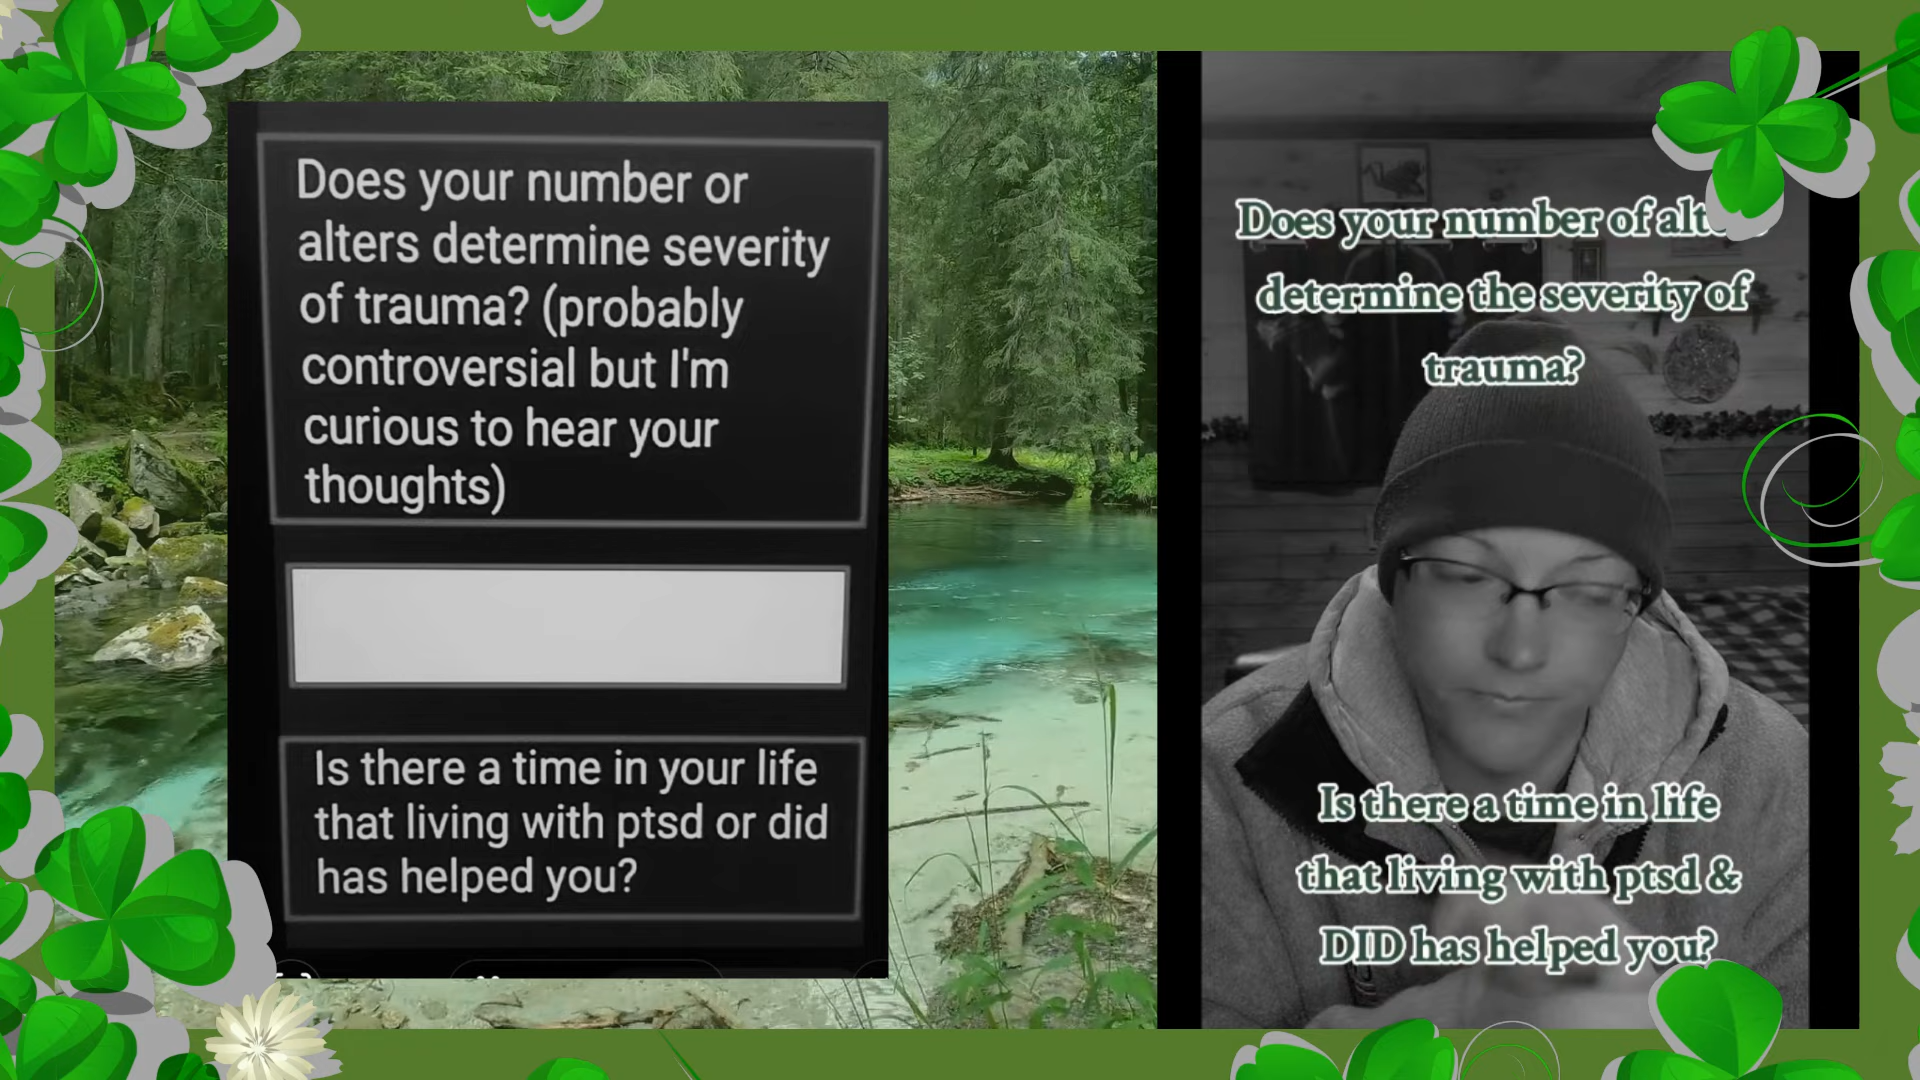 Does your number or
alters determine severity
of trauma? (probably
controversial but I'm
curious to hear your
thoughts)
Is there a time in your life
that living with ptsd or did
has helped you?
Does your number of alt
determine the severity of
trauma?
Is there a time in life
that living with ptsd &
DID has helped you?